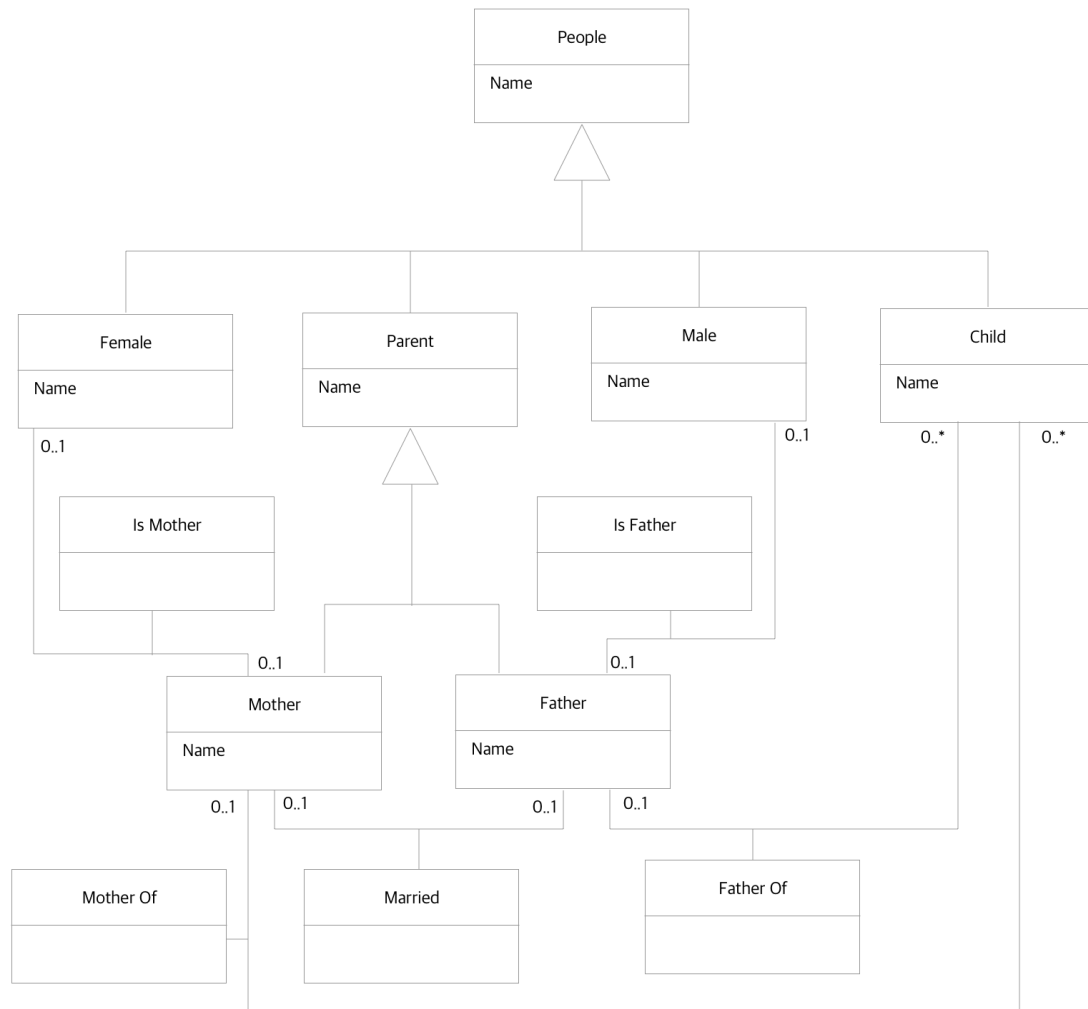 People
Name
Female
Name
Parent
Name
Male
Name
Child
Name
0..1
0..1
0..*
0..*
Is Mother
Is Father
0..1
0..1
Mother
Name
Father
Name
0..1
0..1
0..1
0..1
Mother Of
Married
Father Of